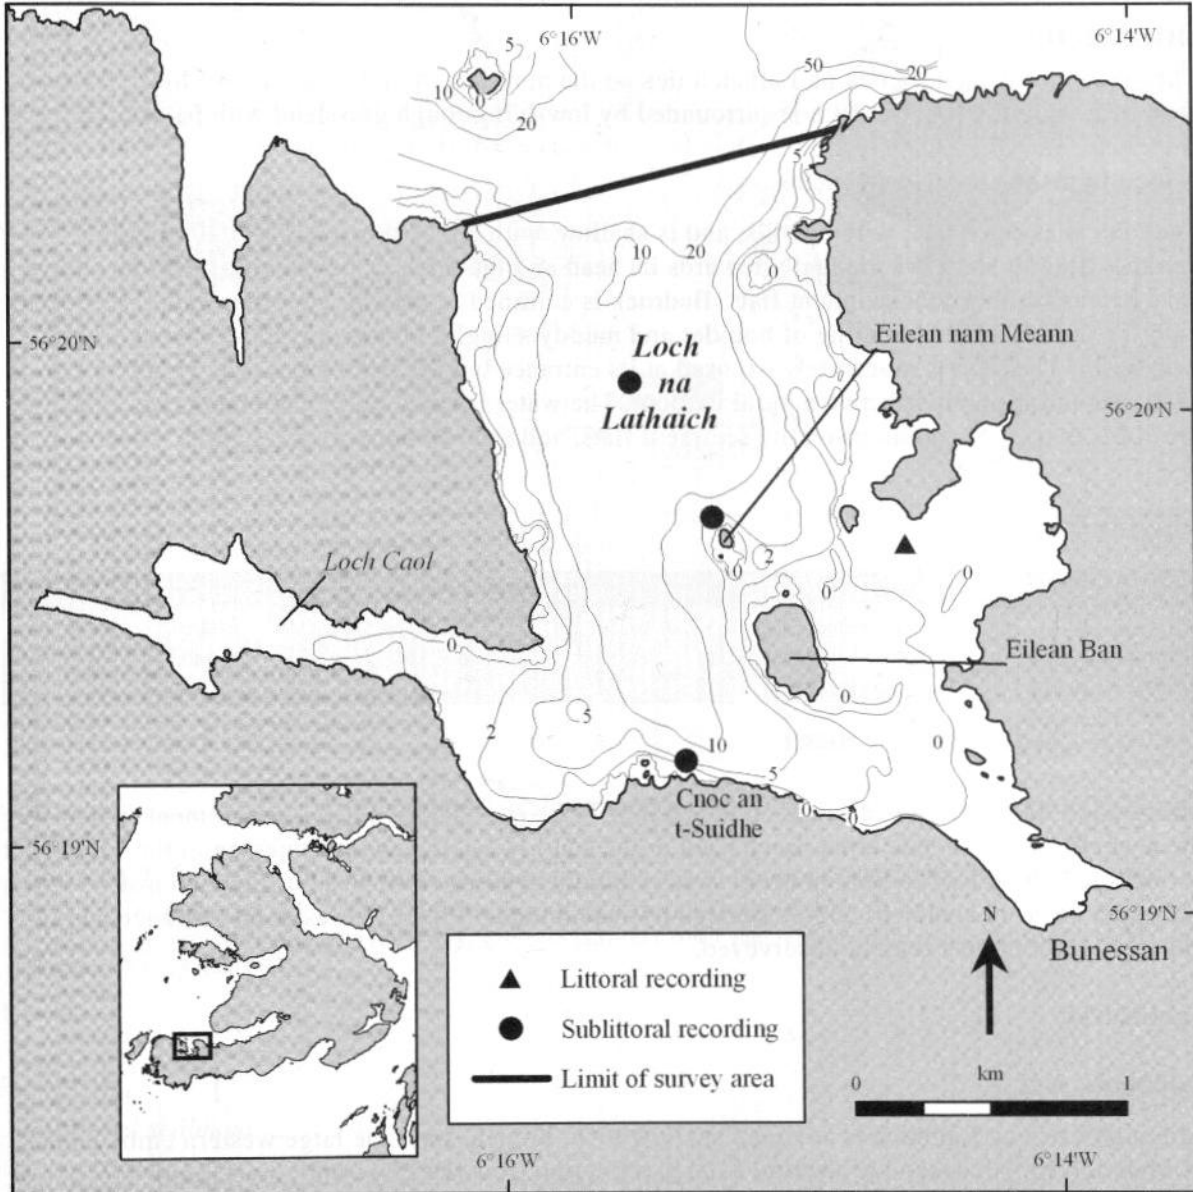 6°16'W
6°14'W
5
10
0
20
50
20
5
10
20
0
56°20'N
Eilean nam Meann
Loch
na
Lathaich
56°20'N
2
0
Loch Caol
0
0
0
Eilean Ban
0
2
5
0
10
5
Cnoc an
t-Suidhe
0
0
56°19'N
56°19'N
N
Bunessan
Littoral recording
Sublittoral recording
Limit of survey area
0
km
1
6°16'W
6°14'W